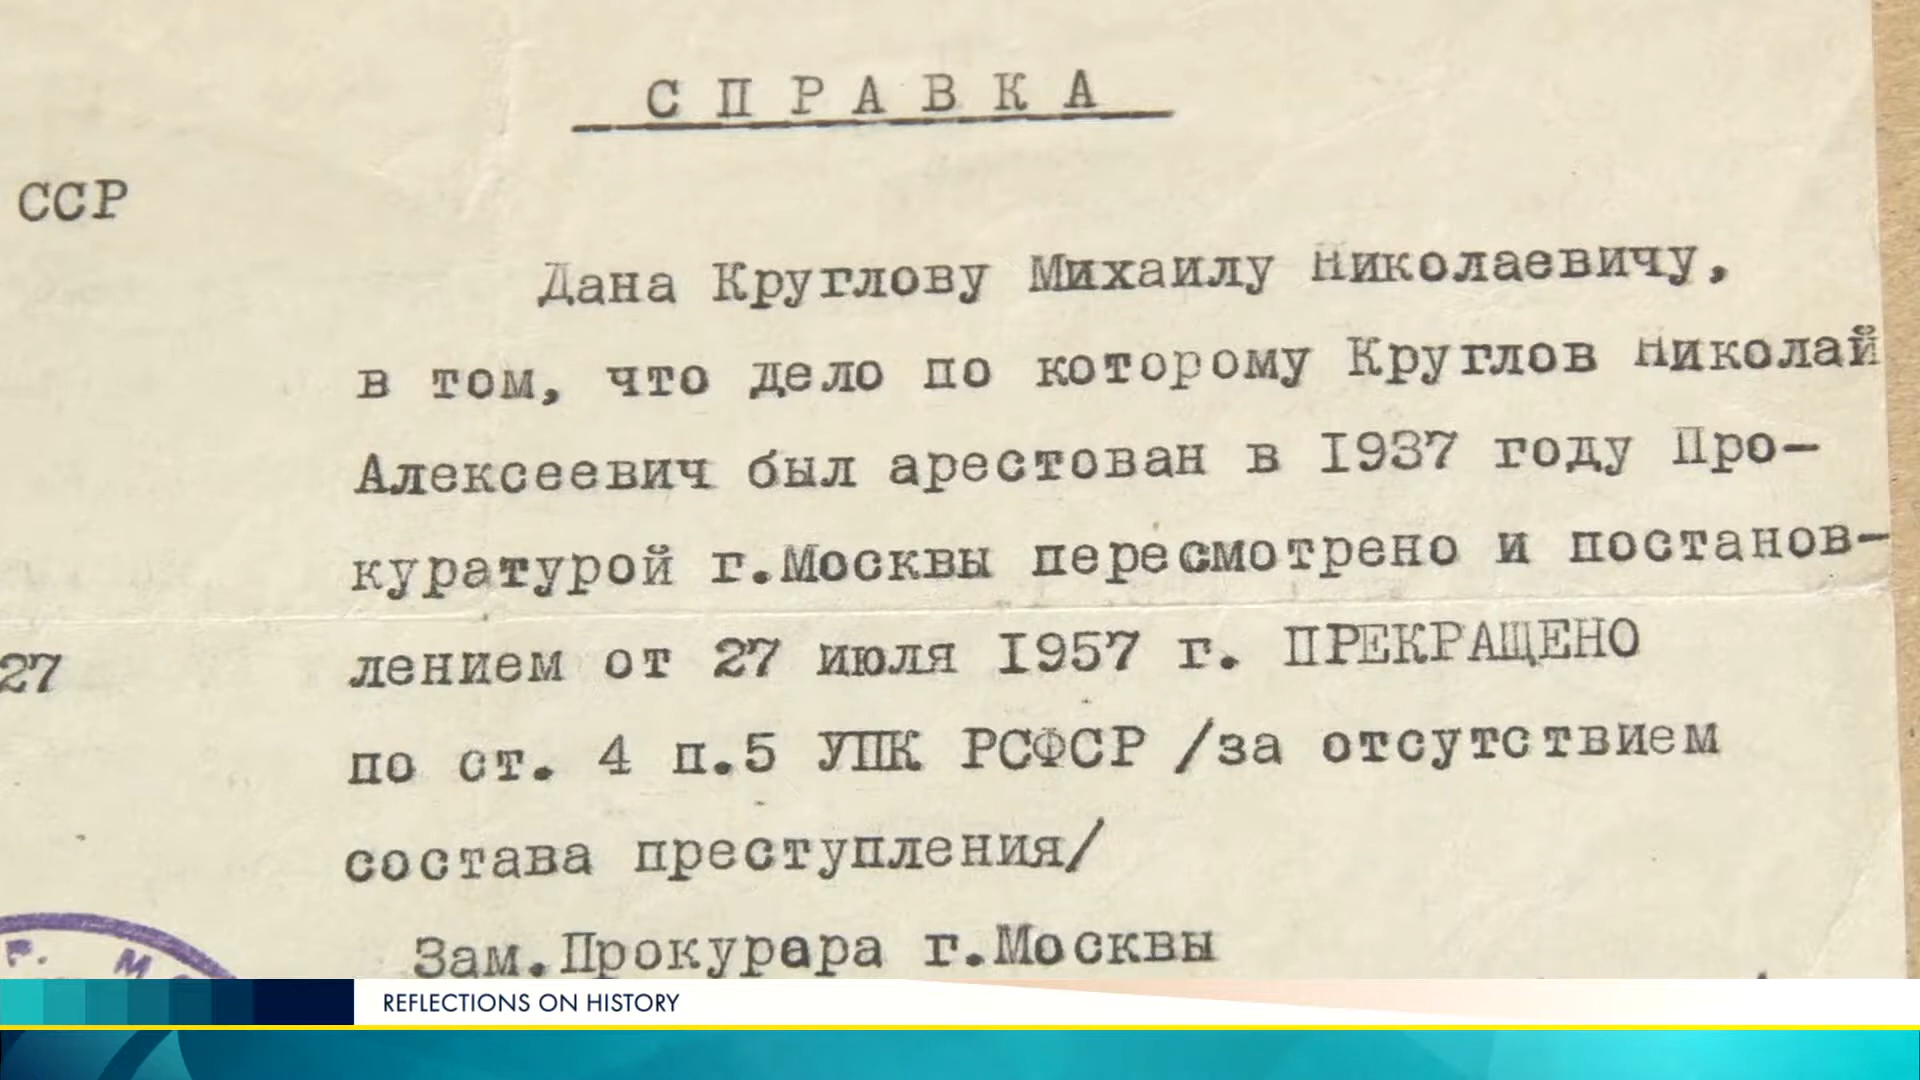 СПРАВКА
ССР
Дана Круглову Михаилу Николаевичу,
в том, что дело по которому Круглов Николай
Алексеевич был арестован в 1937 году Про-
куратурой г.Москвы пересмотрено и постанов-
лением от 27 июля 1957 г. ПРЕКРАЩЕНО
27
по ст. 4 п.5 УПК РСФСР /за отсутствием
состава преступления/
Зам.Прокурора г.Москвы
REFLECTIONS ON HISTORY